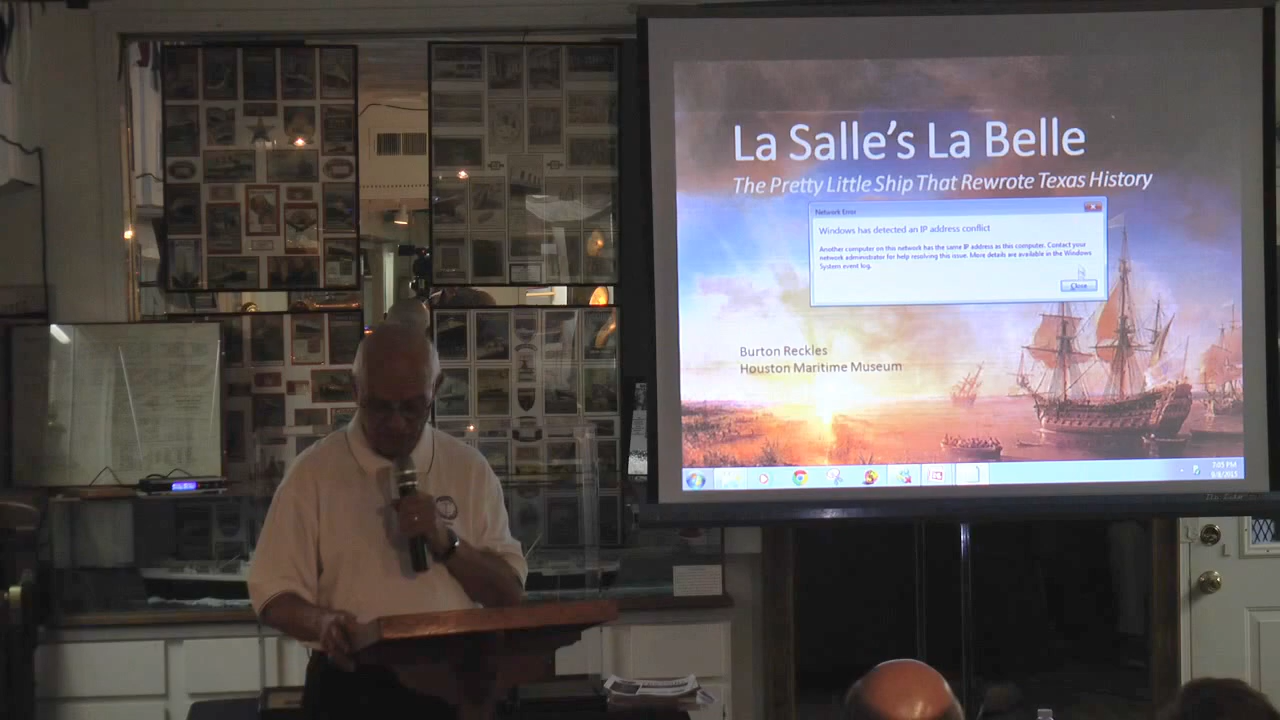 La Salle's La Belle
The Pretty Little Ship That Rewrote Texas History
Network Error
Windows has detected an IP address conflict
Another computer on this network has the same IP address as this computer. Contact your
network administrator for help resolving this issue. More details are available in the Windows
System event log.
Close
Burton Reckles
Houston Maritime Museum
7:05 PM